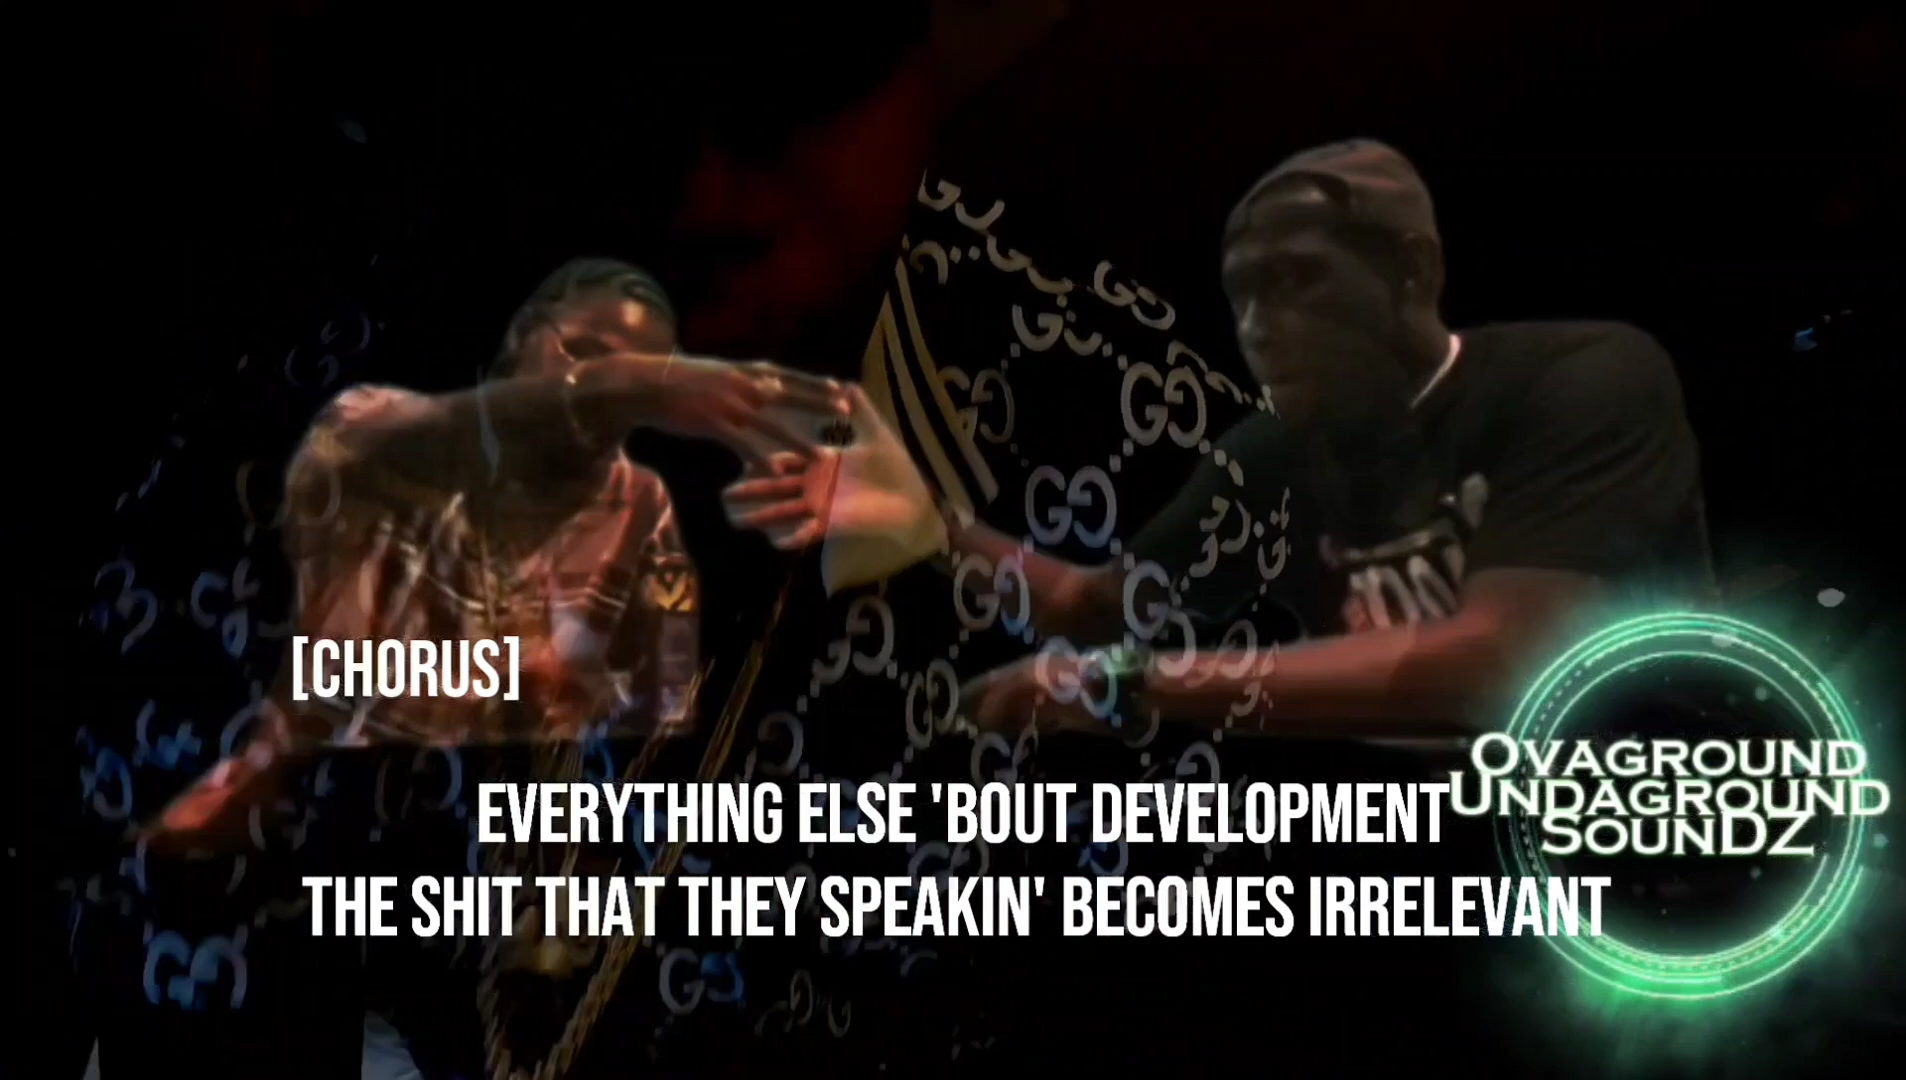 [CHORUS]
EVERYTHING ELSE 'BOUT DEVELOPMENT
THE SHIT THAT THEY SPEAKIN' BECOMES IRRELEVANT
OVAGROUND
UNDAGROUND
SOUNDZ